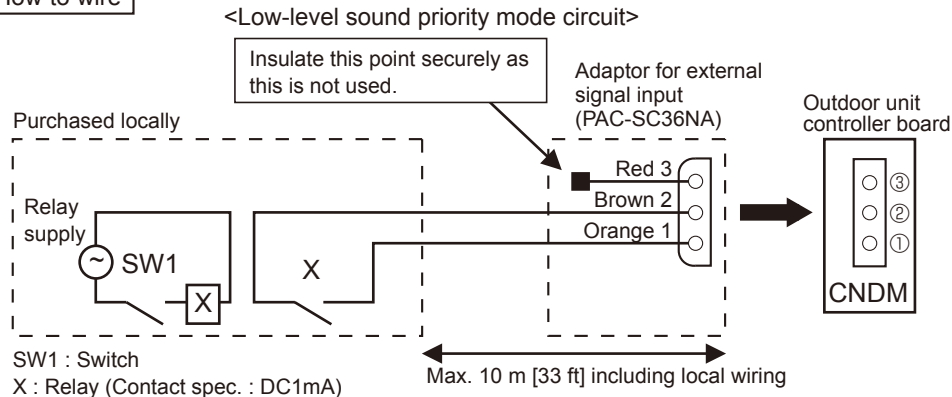 how to wire
<Low-level sound priority mode circuit>
Insulate this point securely as
this is not used.
Adaptor for external
signal input
(PAC-SC36NA)
Outdoor unit
controller board
Purchased locally
Red 3
Brown 2
Orange 1
③
②
①
Relay
supply
~
SW1
X
X
CNDM
SW1 : Switch
X : Relay (Contact spec. : DC1mA)
Max. 10 m [33 ft] including local wiring